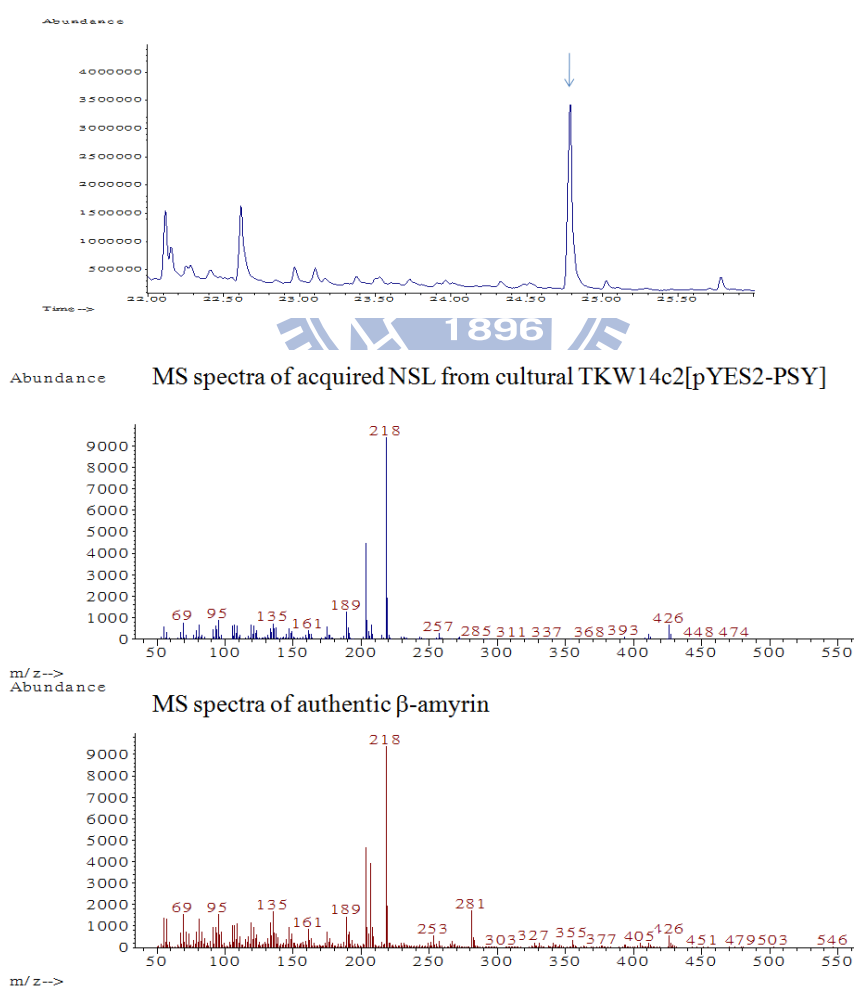 Abundance
4000000
3500000
3000000
2500000
2000000
1500000
1000000
500000
22.00 22.50 23.00 23.50 24.00 24.50 25.00 25.50
Time-->
1896
Abundance
MS spectra of acquired NSL from cultural TKW14c2[pYES2-PSY]
218
9000
8000
7000
6000
5000
4000
3000
2000
1000
0
69 95 135 161 189 257 285 311 337 368 393 426 448 474
50 100 150 200 250 300 350 400 450 500 550
m/z-->
Abundance
MS spectra of authentic β-amyrin
218
9000
8000
7000
6000
5000
4000
3000
2000
1000
0
69 95 135 161 189 253 281 303 327 355 377 405 426 451 479 503 546
50 100 150 200 250 300 350 400 450 500 550
m/z-->